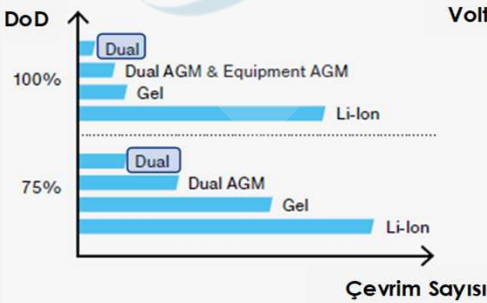 DoD
Volt
100%
Dual
Dual AGM & Equipment AGM
Gel
Li-Ion
75%
Dual
Dual AGM
Gel
Li-Ion
Çevrim Sayısı